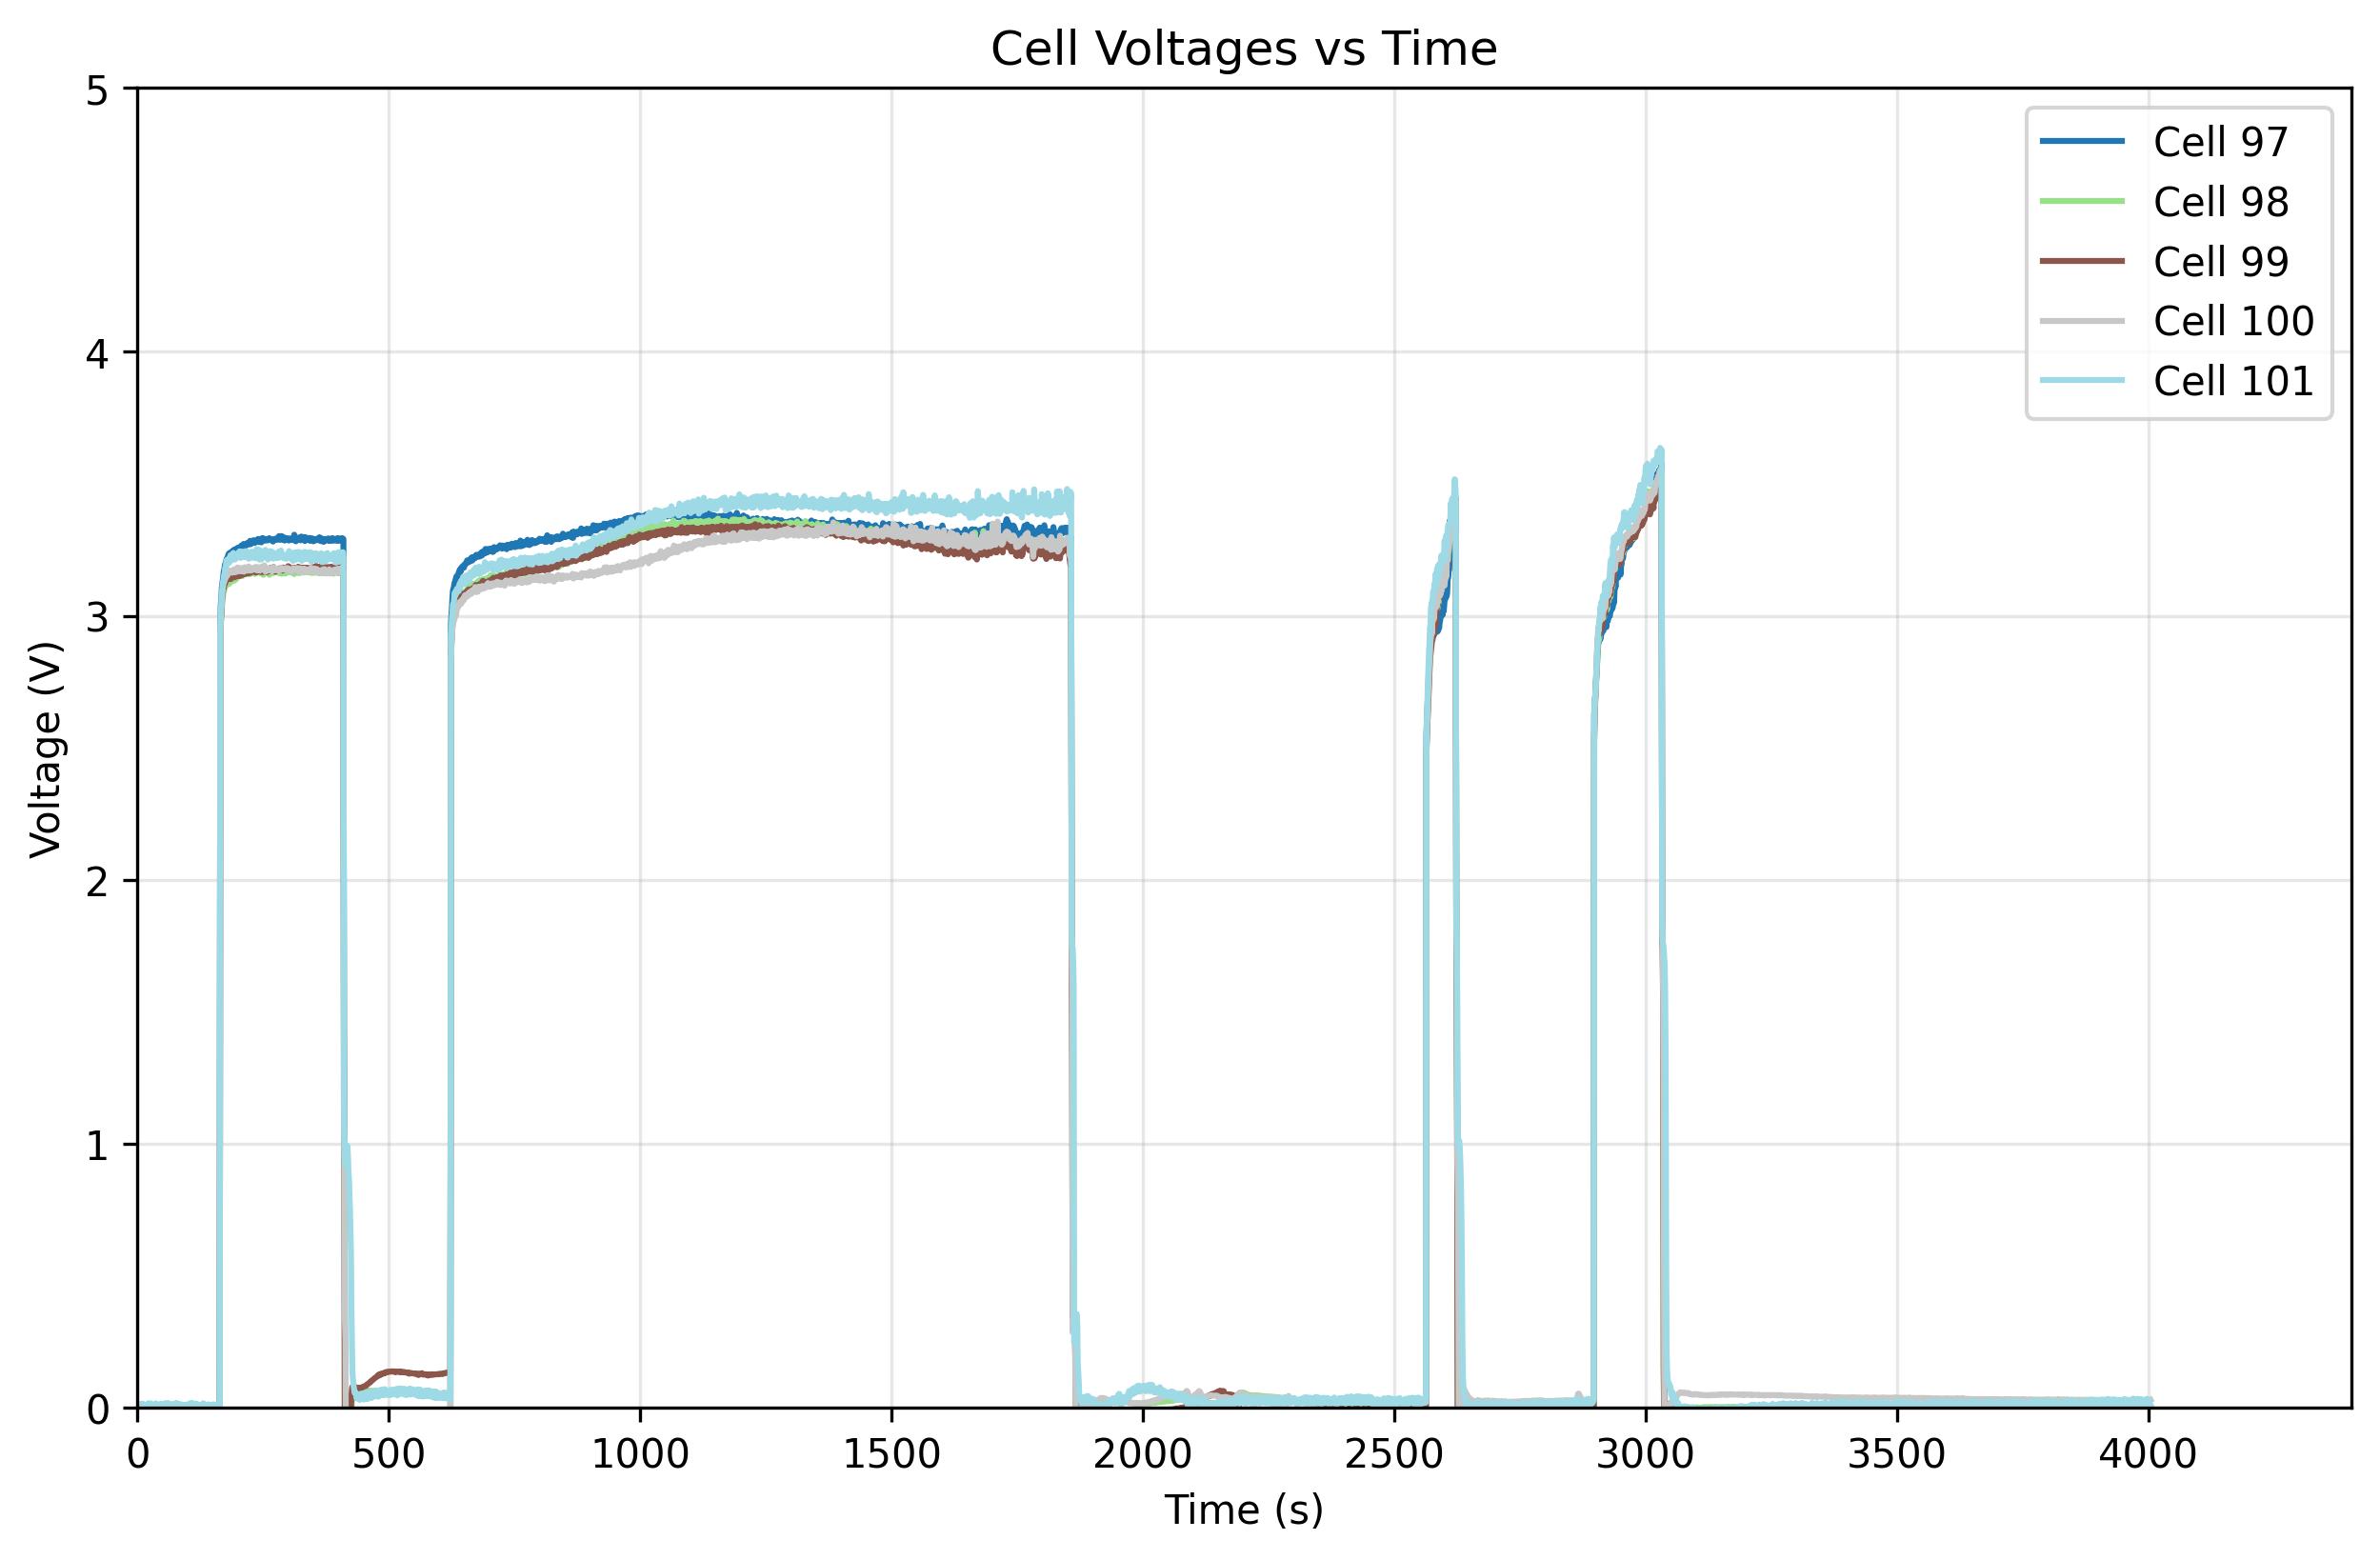 Cell Voltages vs Time
5
4
3
2
1
0
Voltage (V)
Cell 97
Cell 98
Cell 99
Cell 100
Cell 101
0 500 1000 1500 2000 2500 3000 3500 4000
Time (s)